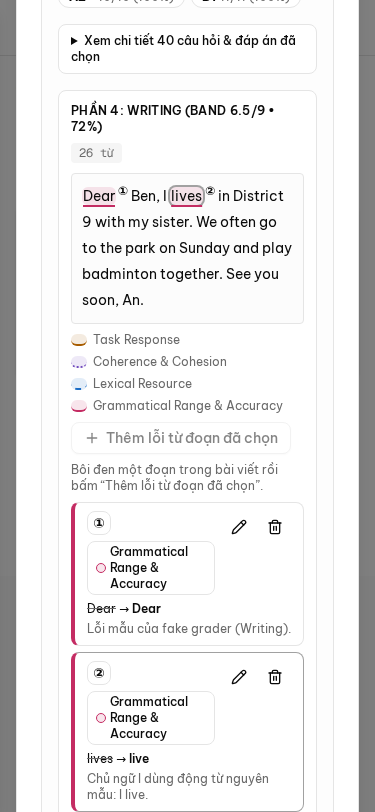 Xem chi tiết 40 câu hỏi & đáp án đã
chọn
PHẦN 4: WRITING (BAND 6.5/9 •
72%)
26 từ
Dear ① Ben, I lives ② in District
9 with my sister. We often go
to the park on Sunday and play
badminton together. See you
soon, An.
Task Response
Coherence & Cohesion
Lexical Resource
Grammatical Range & Accuracy
+ Thêm lỗi từ đoạn đã chọn
Bôi đen một đoạn trong bài viết rồi
bấm “Thêm lỗi từ đoạn đã chọn”.
①
Grammatical
Range &
Accuracy
Dear → Dear
Lỗi mẫu của fake grader (Writing).
②
Grammatical
Range &
Accuracy
lives → live
Chủ ngữ I dùng động từ nguyên
mẫu: I live.